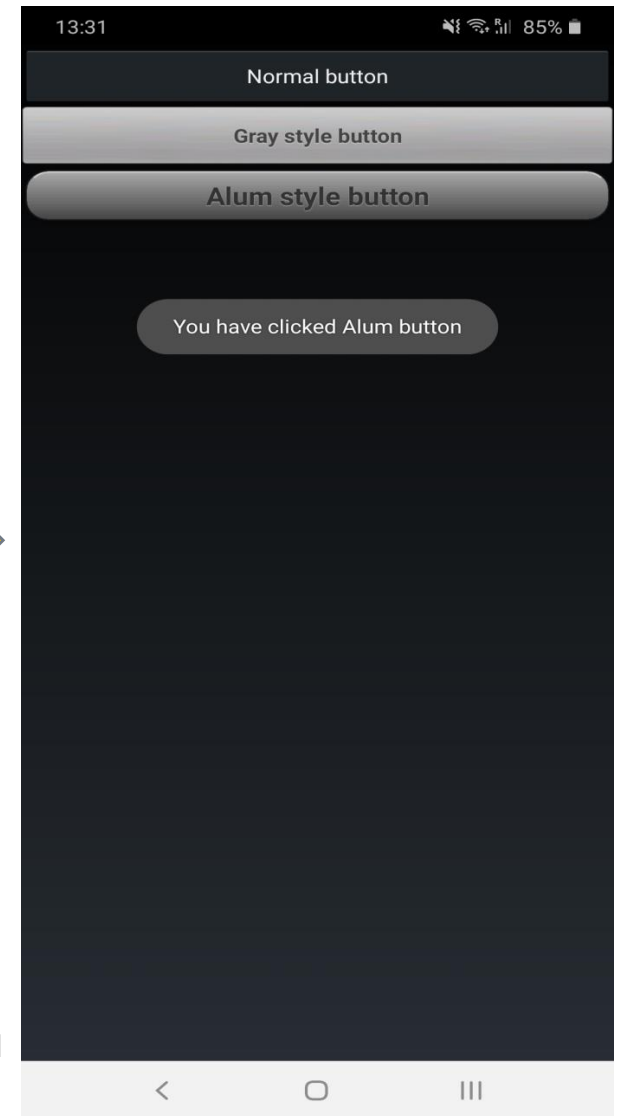 13:31
R 85%
Normal button
Gray style button
Alum style button
You have clicked Alum button